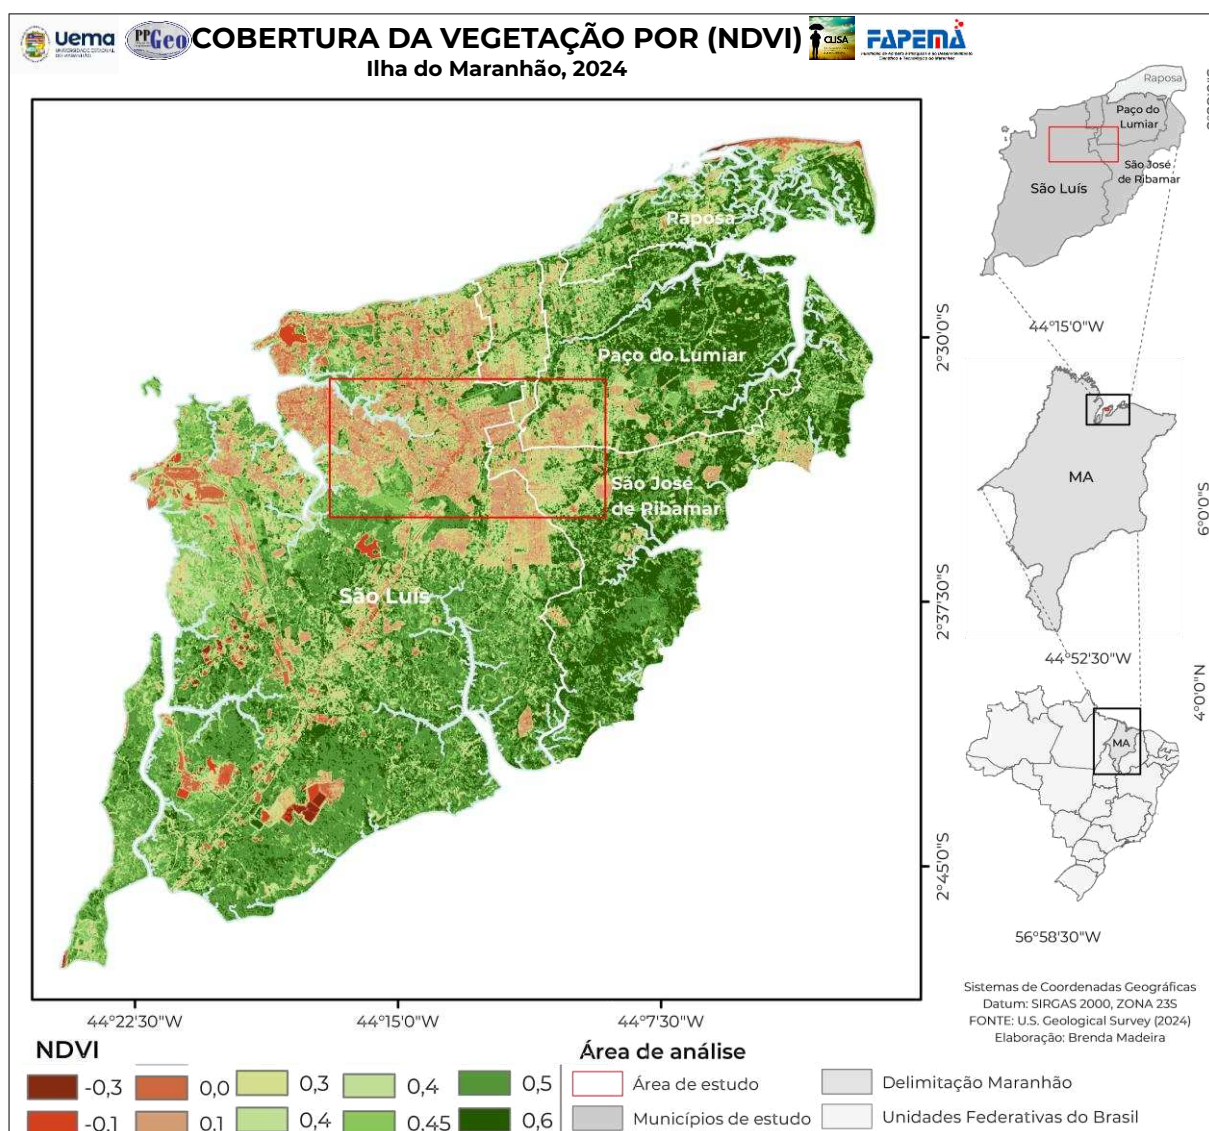 Uema
UNIVERSIDADE ESTADUAL
DO MARANHÃO
PPGeo
COBERTURA DA VEGETAÇÃO POR (NDVI)
CLISA
FAPEMA
Ilha do Maranhão, 2024
Raposa
Paço do Lumiar
São José
de Ribamar
São Luís
Raposa
Paço do
Lumiar
São José
de Ribamar
São Luís
44°15'0"W
2°30'0"S
MA
6°0'0"S
2°37'30"S
44°52'30"W
4°0'0"N
MA
2°45'0"S
56°58'30"W
Sistemas de Coordenadas Geográficas
Datum: SIRGAS 2000, ZONA 23S
FONTE: U.S. Geological Survey (2024)
Elaboração: Brenda Madeira
44°22'30"W
44°15'0"W
44°7'30"W
NDVI
-0,3
0,0
0,3
0,4
0,5
-0,1
0,1
0,4
0,45
0,6
Área de análise
Área de estudo
Delimitação Maranhão
Municípios de estudo
Unidades Federativas do Brasil